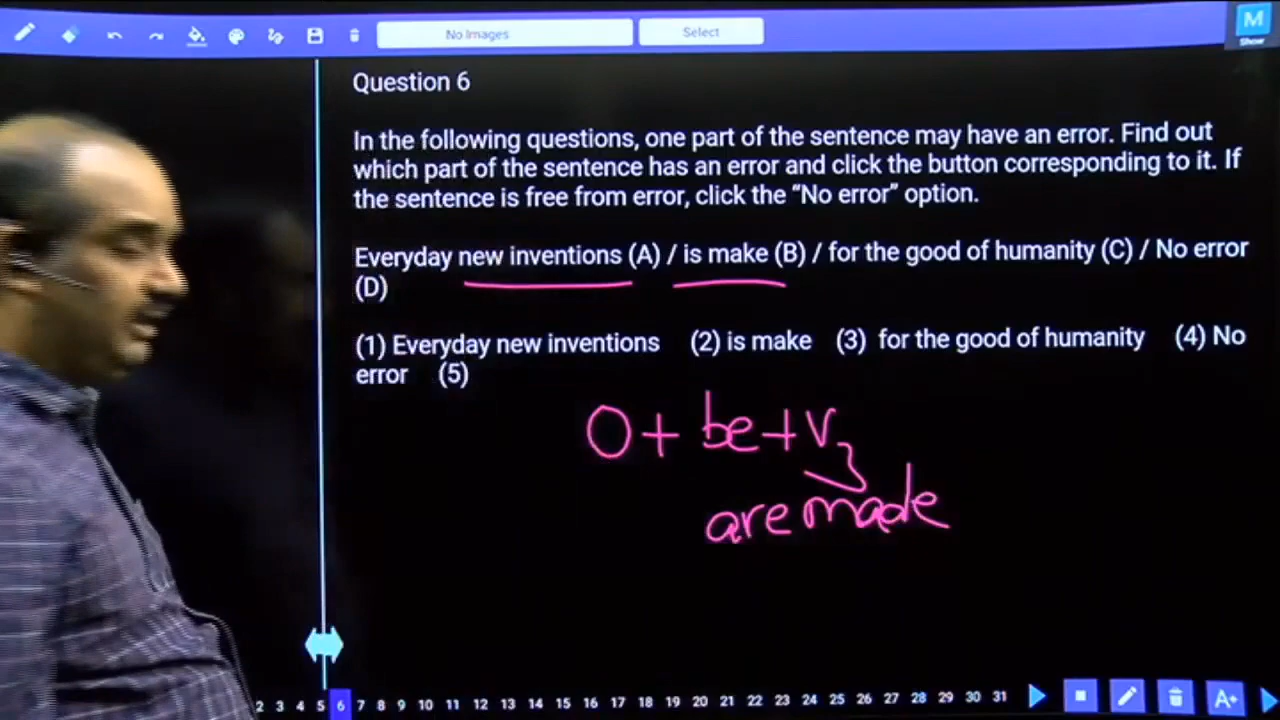 No Images
Select
M
Show
Question 6
In the following questions, one part of the sentence may have an error. Find out
which part of the sentence has an error and click the button corresponding to it. If
the sentence is free from error, click the “No error” option.
Everyday new inventions (A) / is make (B) / for the good of humanity (C) / No error
(D)
(1) Everyday new inventions (2) is make (3) for the good of humanity (4) No
error (5)
O + be + V3
are made
2 3 4 5 6 7 8 9 10 11 12 13 14 15 16 17 18 19 20 21 22 23 24 25 26 27 28 29 30 31
A+